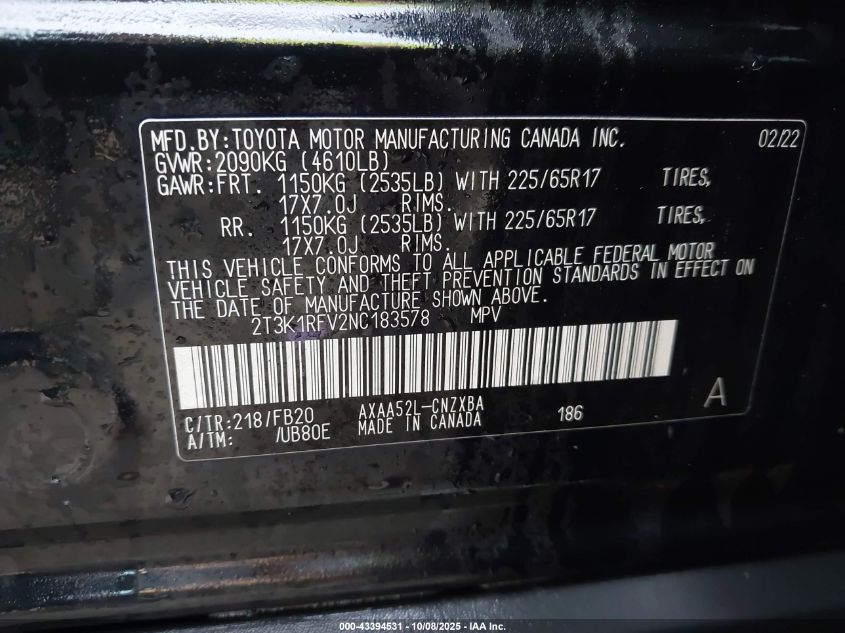 MFD.BY:TOYOTA MOTOR MANUFACTURING CANADA INC. 02/22
GVWR:2090KG (4610LB)
GAWR:FRT. 1150KG (2535LB) WITH 225/65R17 TIRES,
17X7.0J RIMS.
RR. 1150KG (2535LB) WITH 225/65R17 TIRES,
17X7.0J RIMS.
THIS VEHICLE CONFORMS TO ALL APPLICABLE FEDERAL MOTOR
VEHICLE SAFETY AND THEFT PREVENTION STANDARDS IN EFFECT ON
THE DATE OF MANUFACTURE SHOWN ABOVE.
2T3K1RFV2NC183578 MPV
C/TR:218/FB20 AXAA52L-CNZXBA 186 A
A/TM: /UB80E MADE IN CANADA
000-43394531 - 10/08/2025 - IAA Inc.